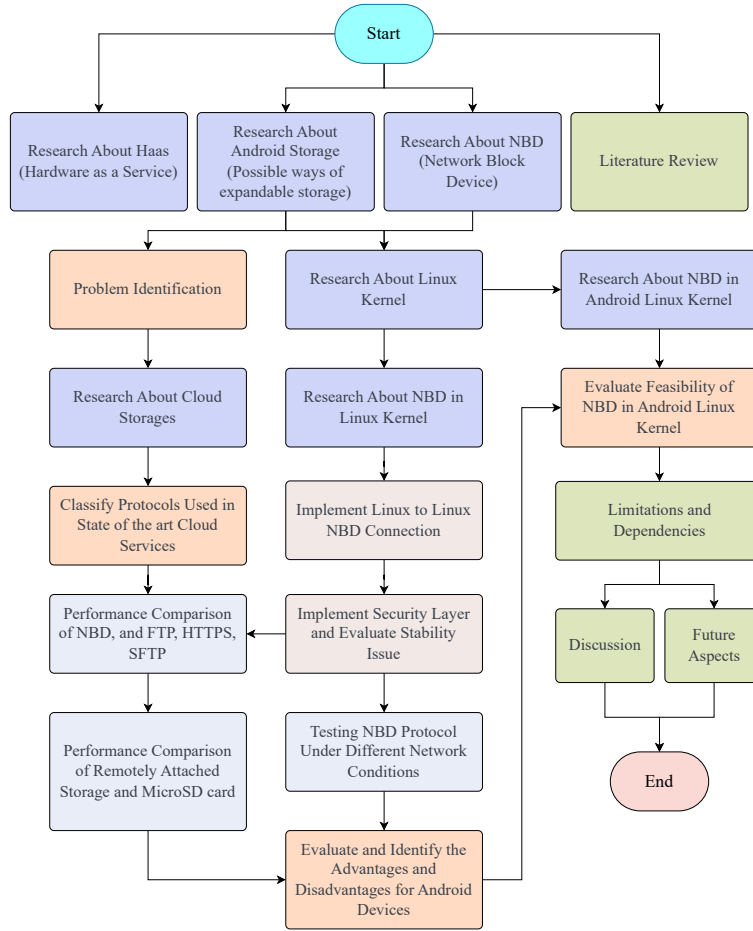 Start
Research About Haas
(Hardware as a Service)
Research About
Android Storage
(Possible ways of
expandable storage)
Research About NBD
(Network Block
Device)
Literature Review
Problem Identification
Research About Linux
Kernel
Research About NBD in
Android Linux Kernel
Research About Cloud
Storages
Research About NBD in
Linux Kernel
Evaluate Feasibility of
NBD in Android Linux
Kernel
Classify Protocols Used in
State of the art Cloud
Services
Implement Linux to Linux
NBD Connection
Limitations and
Dependencies
Performance Comparison
of NBD, and FTP, HTTPS,
SFTP
Implement Security Layer
and Evaluate Stability
Issue
Discussion
Future
Aspects
Performance Comparison
of Remotely Attached
Storage and MicroSD card
Testing NBD Protocol
Under Different Network
Conditions
End
Evaluate and Identify the
Advantages and
Disadvantages for Android
Devices